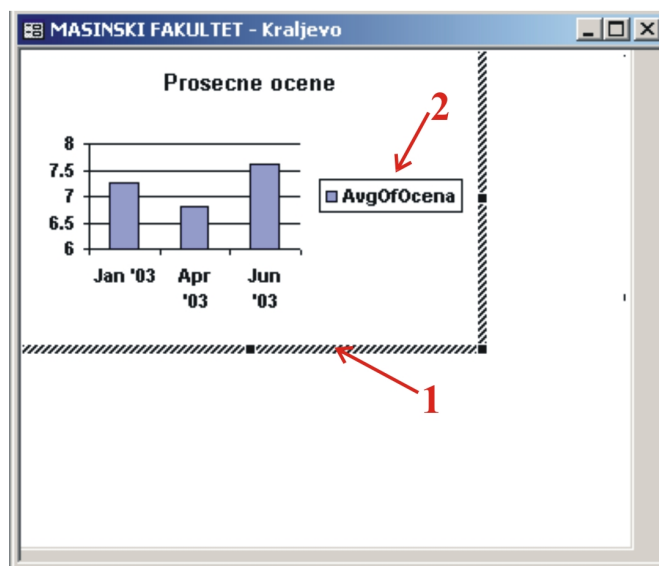 MASINSKI FAKULTET - Kraljevo
Prosecne ocene
2
8
7.5
7
6.5
6
AvgOfOcena
Jan '03 Apr '03 Jun '03
1